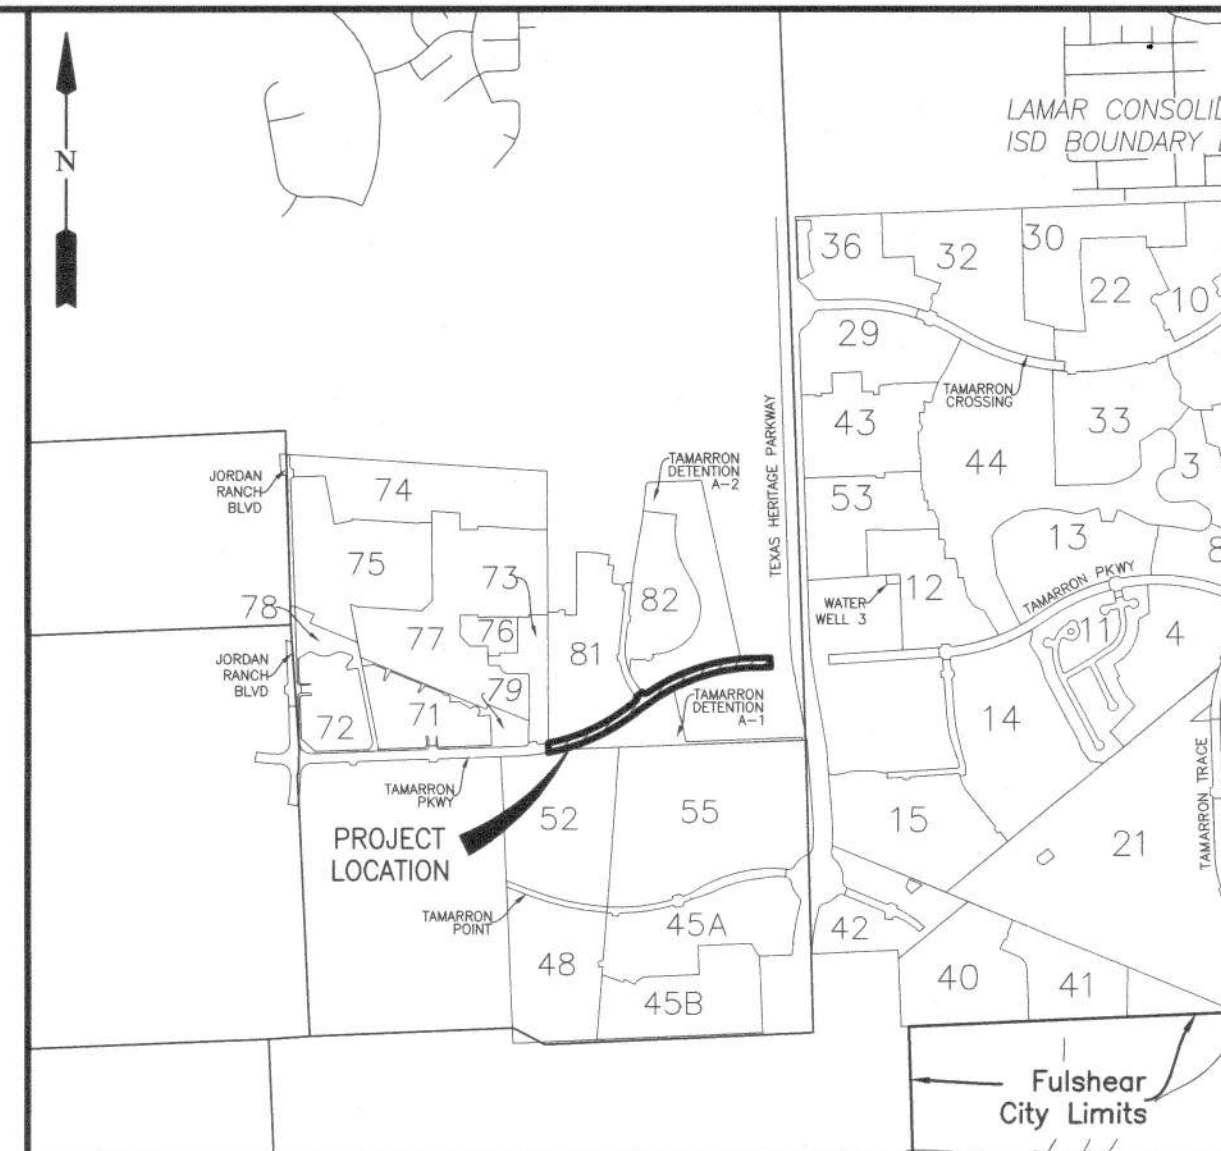 N
LAMAR CONSOLI
ISD BOUNDARY
36
32
30
22
10
29
TAMARRON
CROSSING
43
33
44
3
53
13
8
TEXAS HERITAGE PARKWAY
TAMARRON
DETENTION
A-2
JORDAN
RANCH
BLVD
74
75
73
82
78
77
76
81
12
WATER
WELL 3
TAMARRON PKWY
11
4
JORDAN
RANCH
BLVD
79
72
71
TAMARRON
DETENTION
A-1
14
TAMARRON
PKWY
PROJECT
LOCATION
52
55
15
21
TAMARRON TRACE
TAMARRON
POINT
45A
42
48
45B
40
41
Fulshear
City Limits